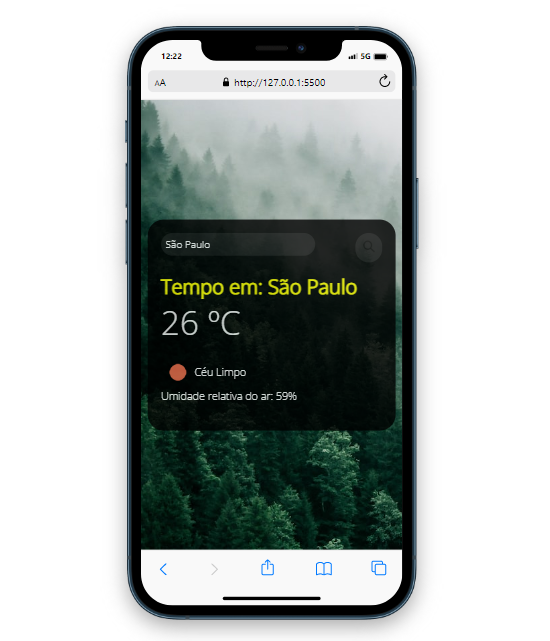 12:22
5G
AA
http://127.0.0.1:5500
São Paulo
Tempo em: São Paulo
26 ºC
Céu Limpo
Umidade relativa do ar: 59%